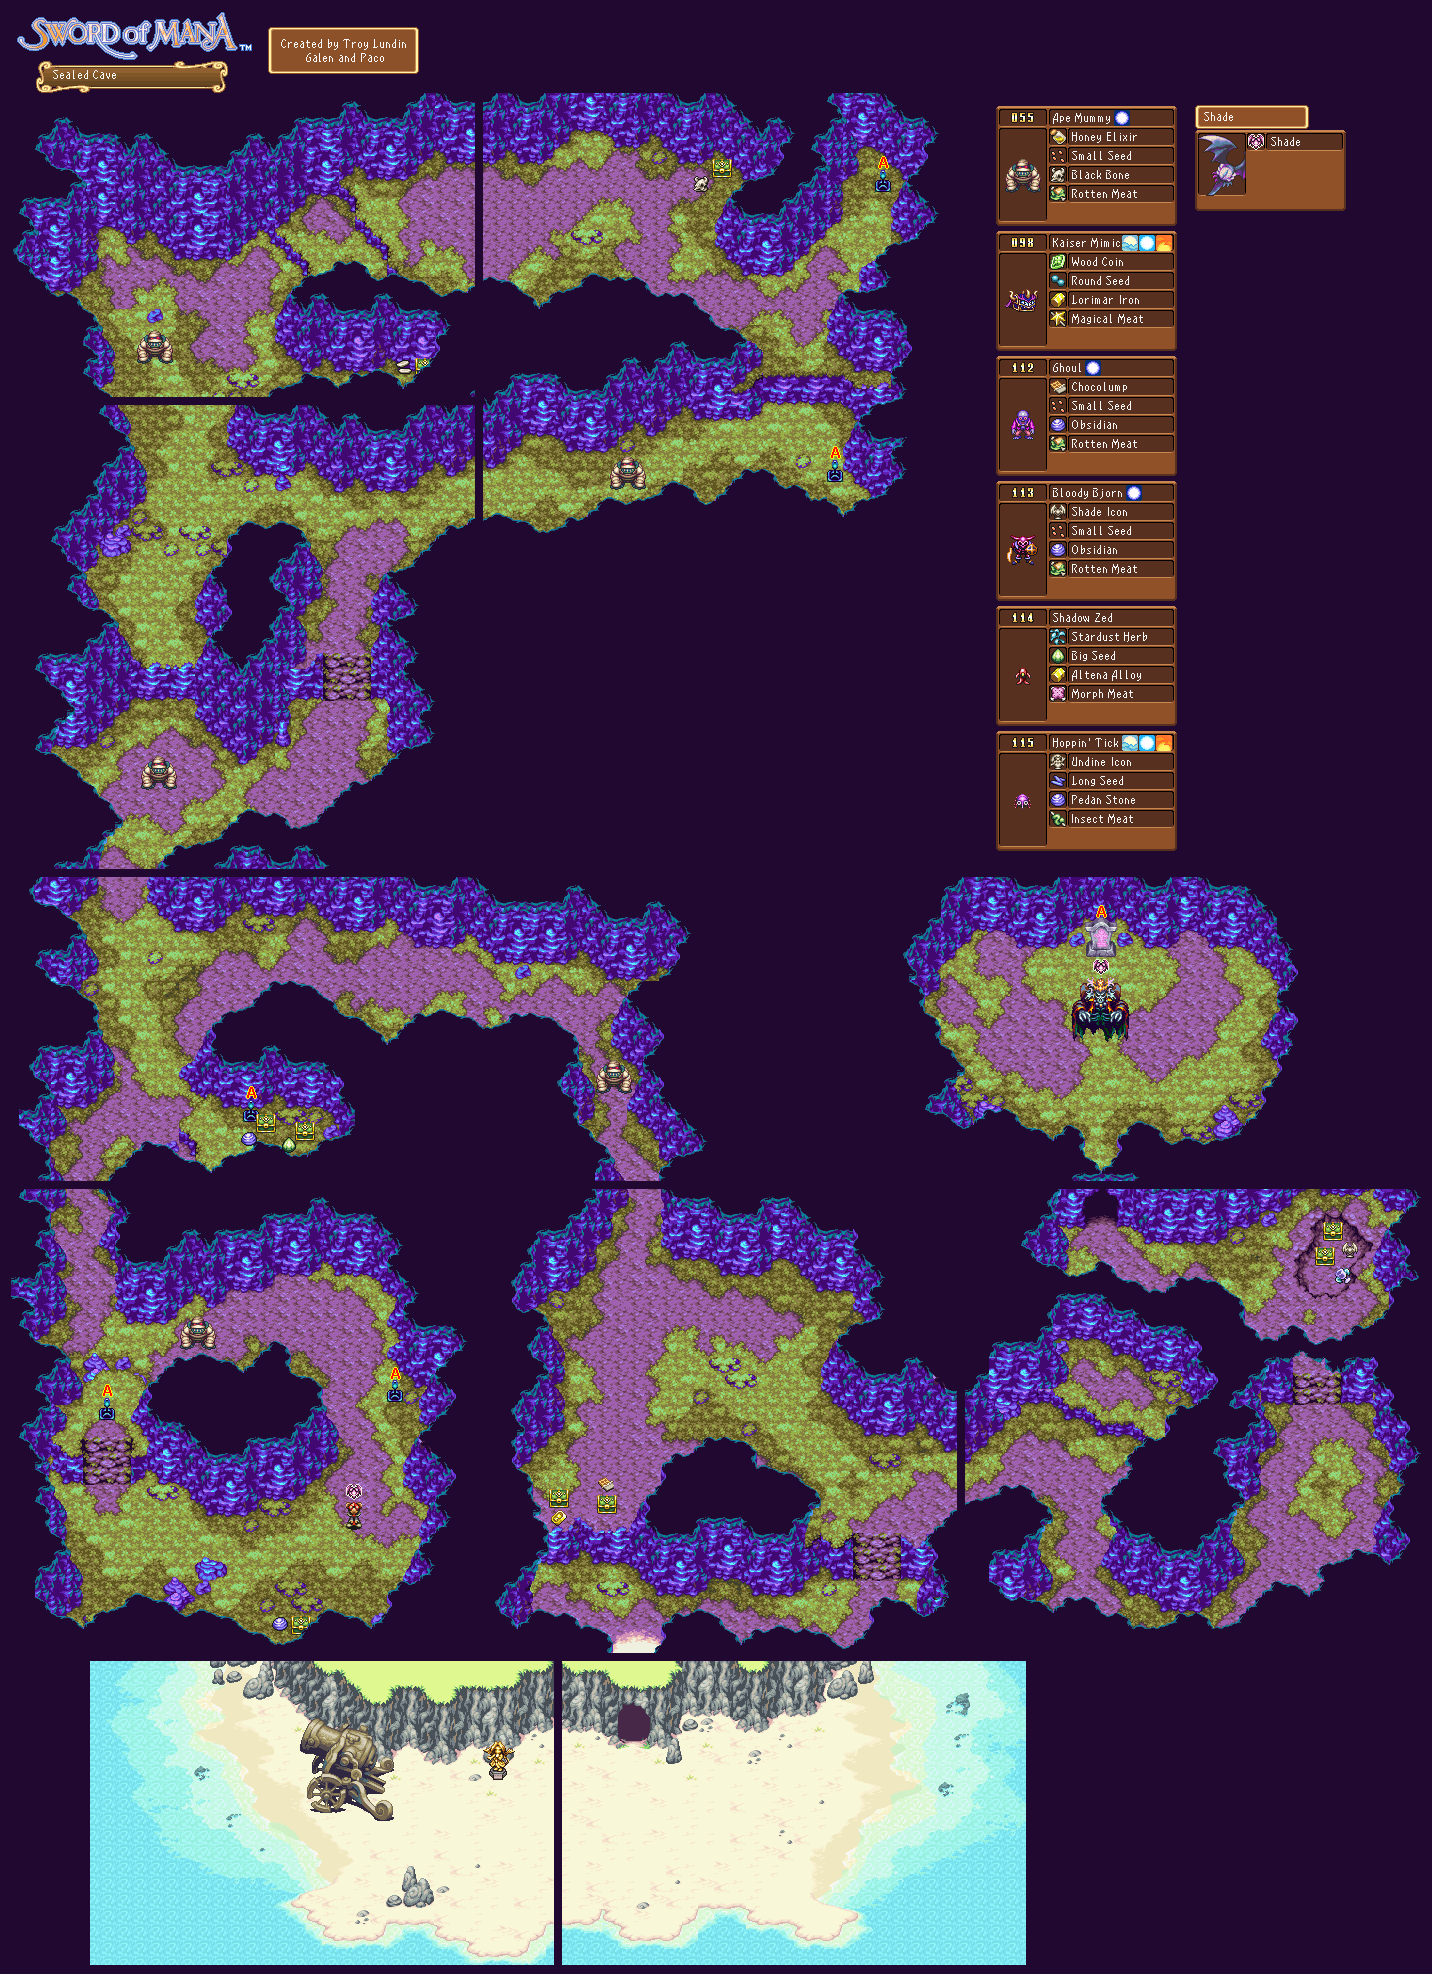 SWORD of MANA™
Sealed Cave
Created by Troy Lundin
Galen and Paco
055 Ape Mummy
Honey Elixir
Small Seed
Black Bone
Rotten Meat
098 Kaiser Mimic
Wood Coin
Round Seed
Lorimar Iron
Magical Meat
112 Ghoul
Chocolump
Small Seed
Obsidian
Rotten Meat
113 Bloody Bjorn
Shade Icon
Small Seed
Obsidian
Rotten Meat
114 Shadow Zed
Stardust Herb
Big Seed
Altena Alloy
Morph Meat
115 Hoppin' Tick
Undine Icon
Long Seed
Pedan Stone
Insect Meat
Shade
Shade
A
A
A
A
A
A